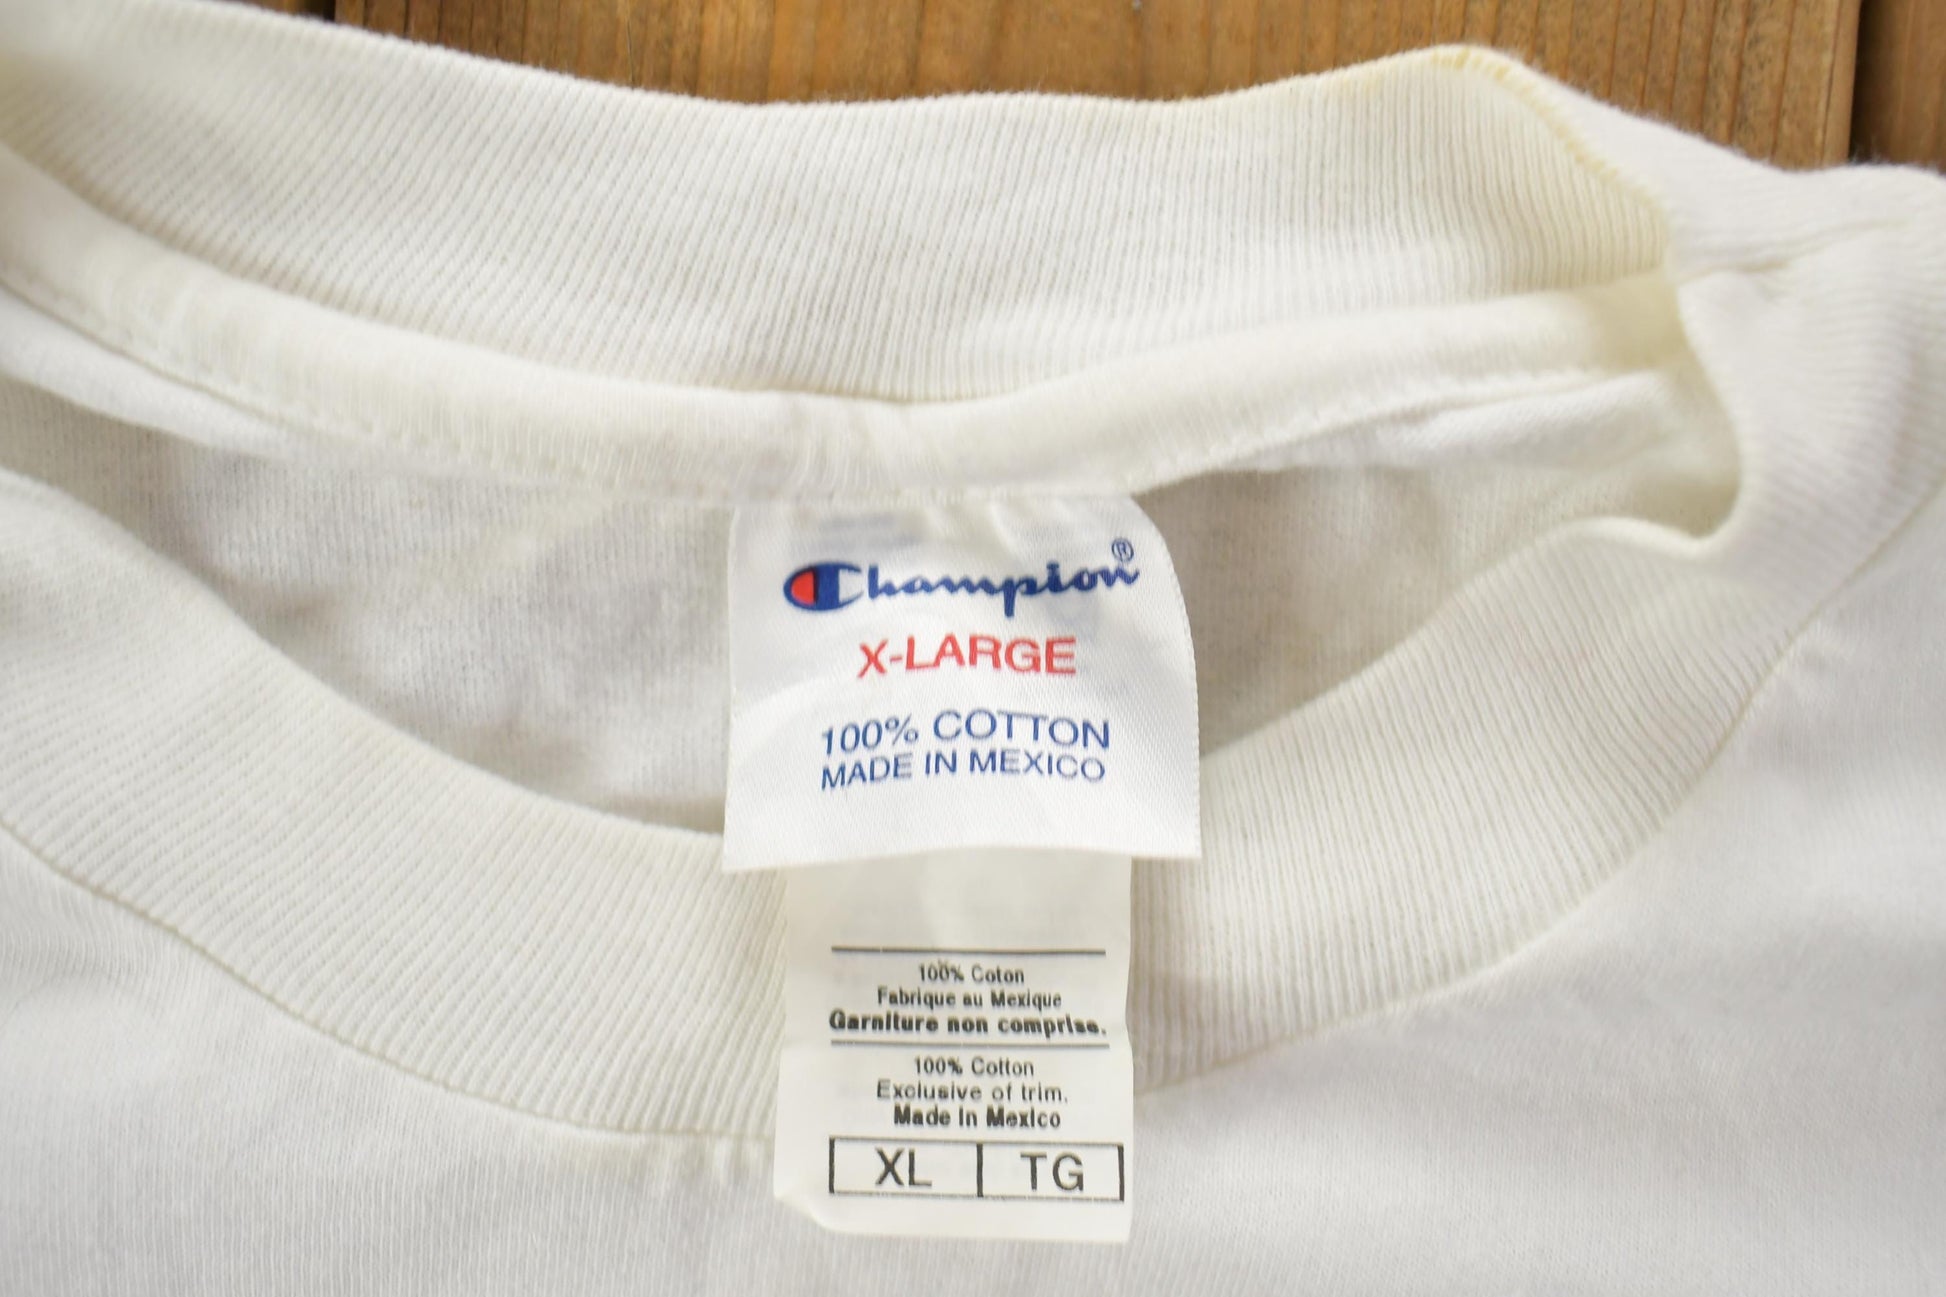 Champion®
X-LARGE
100% COTTON
MADE IN MEXICO
100% Coton
Fabrique au Mexique
Garniture non comprise.
100% Cotton
Exclusive of trim.
Made In Mexico
XL TG